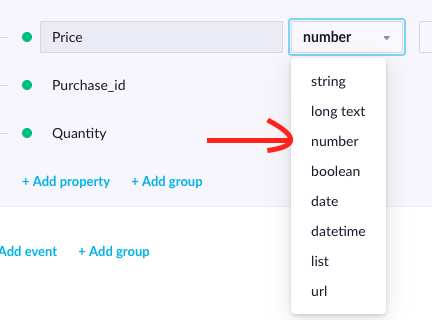 Price
number
string
Purchase_id
long text
Quantity
number
boolean
+ Add property
+ Add group
date
datetime
Add event
+ Add group
list
url